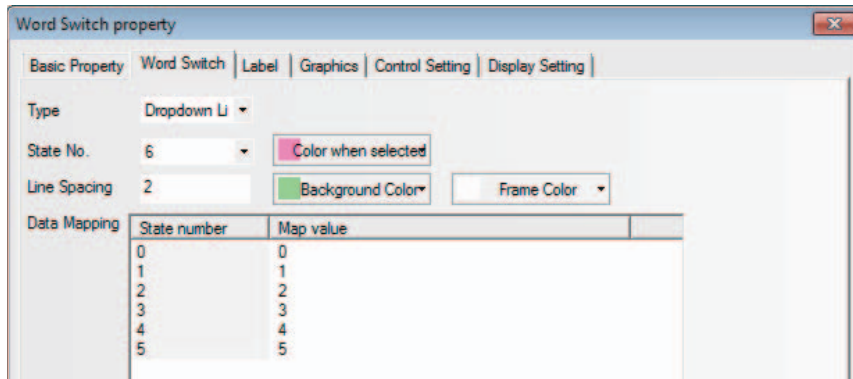 Word Switch property
Basic Property Word Switch Label Graphics Control Setting Display Setting
Type Dropdown Li
State No. 6 Color when selected
Line Spacing 2 Background Color Frame Color
Data Mapping State number Map value
0 0
1 1
2 2
3 3
4 4
5 5